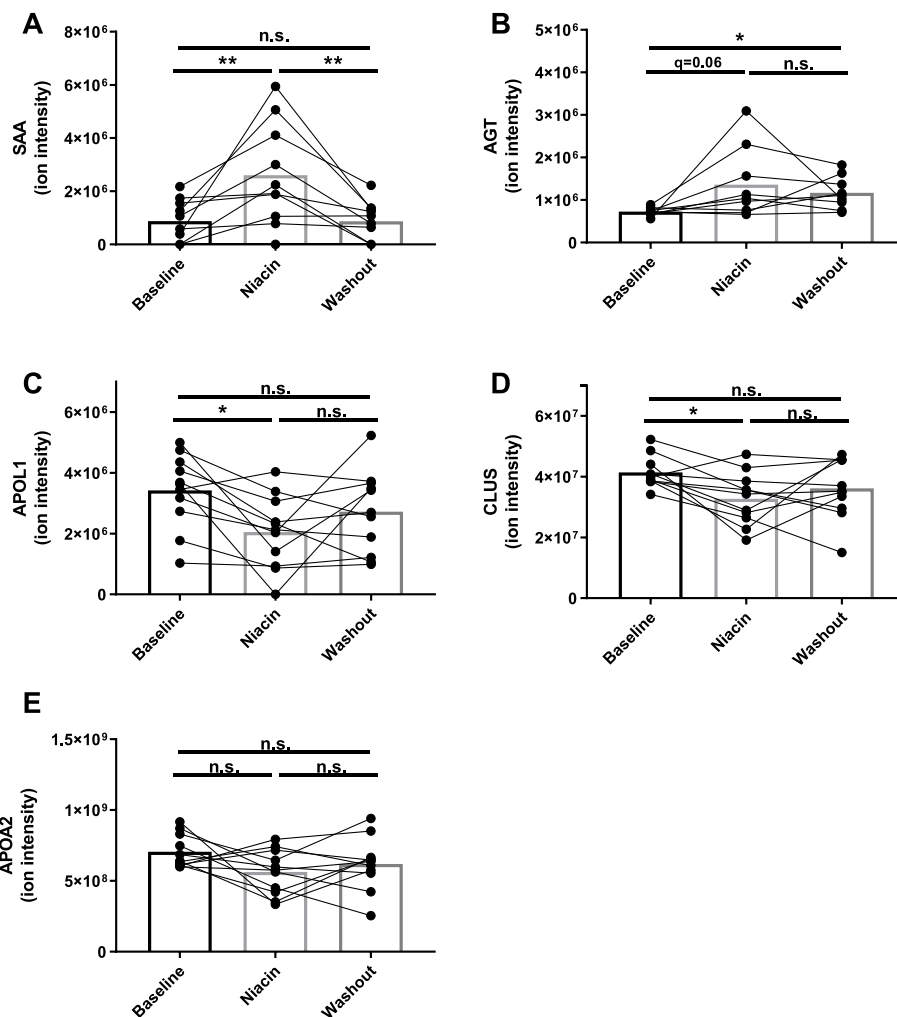 A
8×10⁶
6×10⁶
4×10⁶
2×10⁶
0
SAA
(ion intensity)
n.s.
**
**
Baseline
Niacin
Washout
B
5×10⁶
4×10⁶
3×10⁶
2×10⁶
1×10⁶
0
AGT
(ion intensity)
*
q=0.06
n.s.
Baseline
Niacin
Washout
C
6×10⁶
4×10⁶
2×10⁶
0
APOL1
(ion intensity)
n.s.
*
n.s.
Baseline
Niacin
Washout
D
6×10⁷
4×10⁷
2×10⁷
0
CLUS
(ion intensity)
n.s.
*
n.s.
Baseline
Niacin
Washout
E
1.5×10⁹
1×10⁹
5×10⁸
0
APOA2
(ion intensity)
n.s.
n.s.
n.s.
Baseline
Niacin
Washout